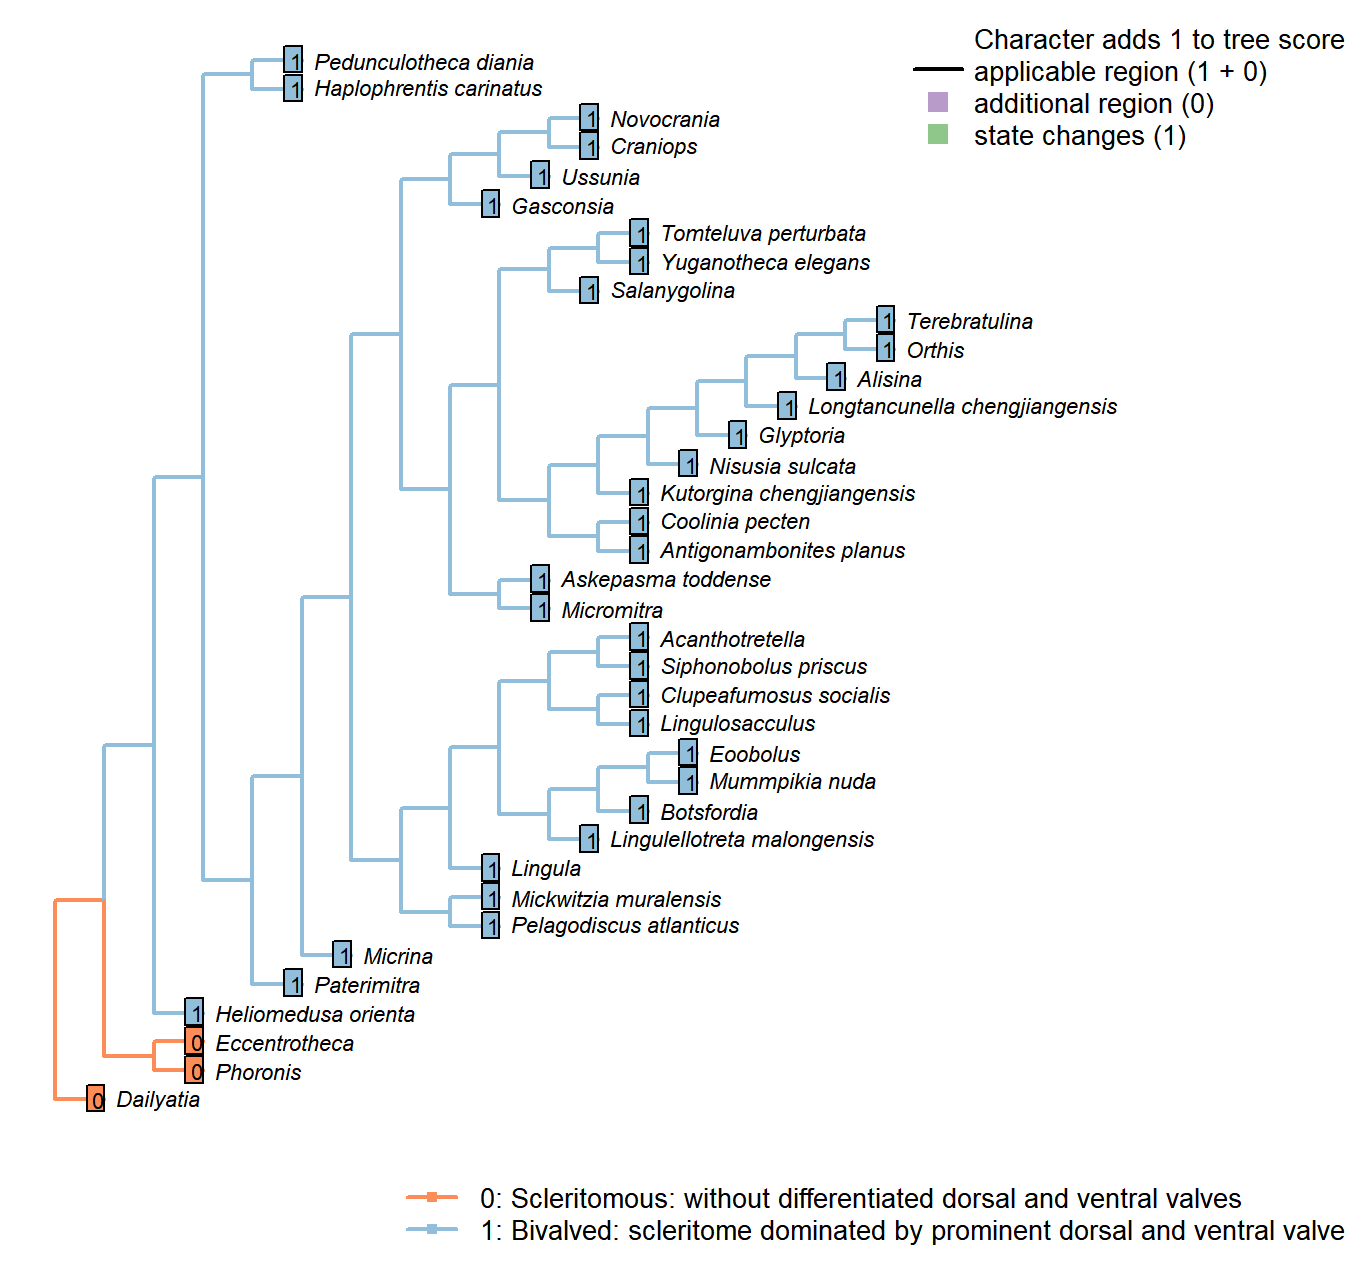 Character adds 1 to tree score
applicable region (1 + 0)
additional region (0)
state changes (1)
1 Pedunculotheca diania
1 Haplophrentis carinatus
1 Novocrania
1 Craniops
1 Ussunia
1 Gasconsia
1 Tomteluva perturbata
1 Yuganotheca elegans
1 Salanygolina
1 Terebratulina
1 Orthis
1 Alisina
1 Longtancunella chengjiangensis
1 Glyptoria
1 Nisusia sulcata
1 Kutorgina chengjiangensis
1 Coolinia pecten
1 Antigonambonites planus
1 Askepasma toddense
1 Micromitra
1 Acanthotretella
1 Siphonobolus priscus
1 Clupeafumosus socialis
1 Lingulosacculus
1 Eoobolus
1 Mummpikia nuda
1 Botsfordia
1 Lingulellotreta malongensis
1 Lingula
1 Mickwitzia muralensis
1 Pelagodiscus atlanticus
1 Micrina
1 Paterimitra
1 Heliomedusa orienta
0 Eccentrotheca
0 Phoronis
0 Dailyatia
0: Scleritomous: without differentiated dorsal and ventral valves
1: Bivalved: scleritome dominated by prominent dorsal and ventral valve